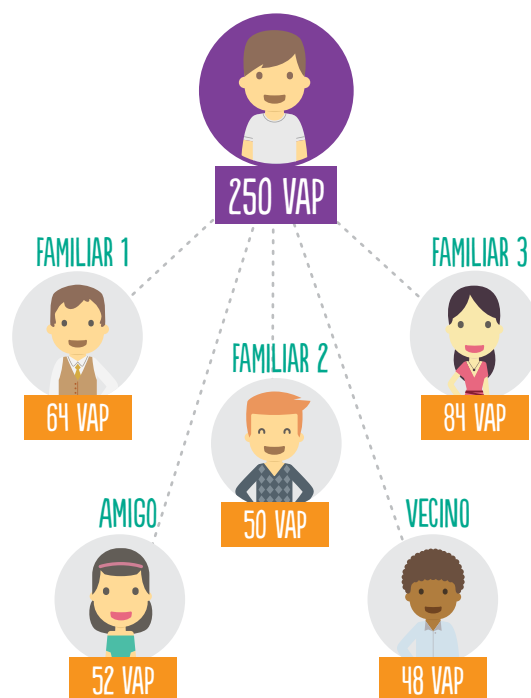 250 VAP
FAMILIAR 1
64 VAP
FAMILIAR 2
50 VAP
FAMILIAR 3
84 VAP
AMIGO
52 VAP
VECINO
48 VAP